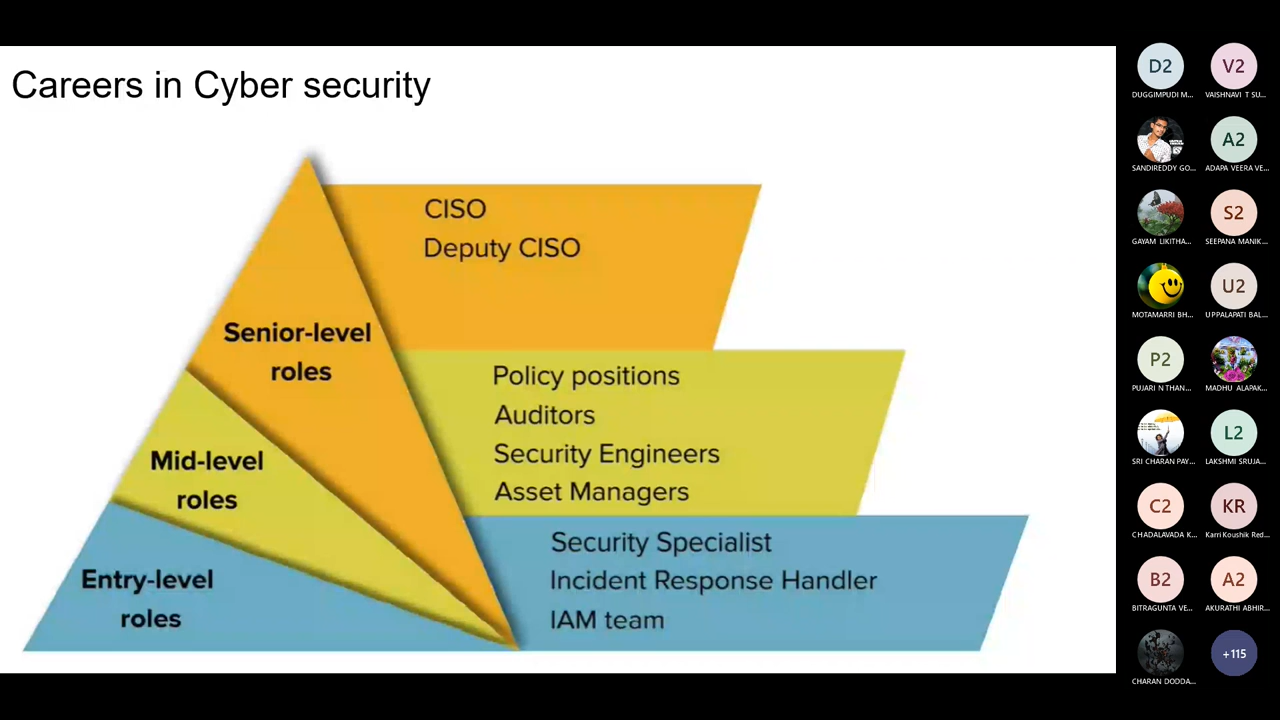 Careers in Cyber security
CISO
Deputy CISO
Senior-level
roles
Policy positions
Auditors
Security Engineers
Asset Managers
Mid-level
roles
Security Specialist
Incident Response Handler
IAM team
Entry-level
roles
D2
DUGGIMPUDI M...
V2
VAISHNAVI T SU...
SANDIREDDY GO...
A2
ADAPA VEERA VE...
GAYAM LIKITHA...
S2
SEEPANA MANIK...
MOTAMARRI BH...
U2
UPPALAPATI BAL...
P2
PUJARI N THAN...
MADHU ALAPAK...
SRI CHARAN PAY...
L2
LAKSHMI SRUJA...
C2
CHADALAVADA K...
KR
Karri Koushik Red...
B2
BITRAGUNTA VE...
A2
AKURATHI ABHIR...
CHARAN DODDA...
+115